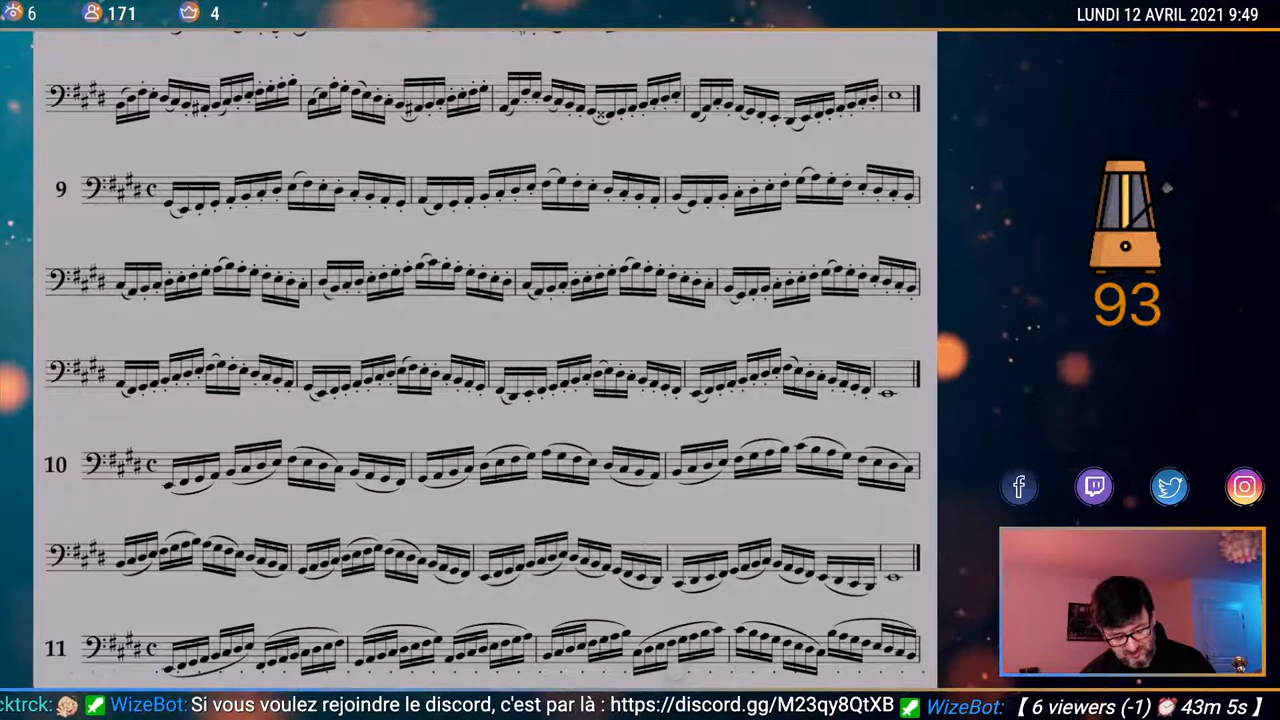 6 171 4 LUNDI 12 AVRIL 2021 9:49
9
93
10
11
cktrck: WizeBot: Si vous voulez rejoindre le discord, c'est par là : https://discord.gg/M23qy8QtXB WizeBot: 【 6 viewers (-1) ⏰ 43m 5s 】